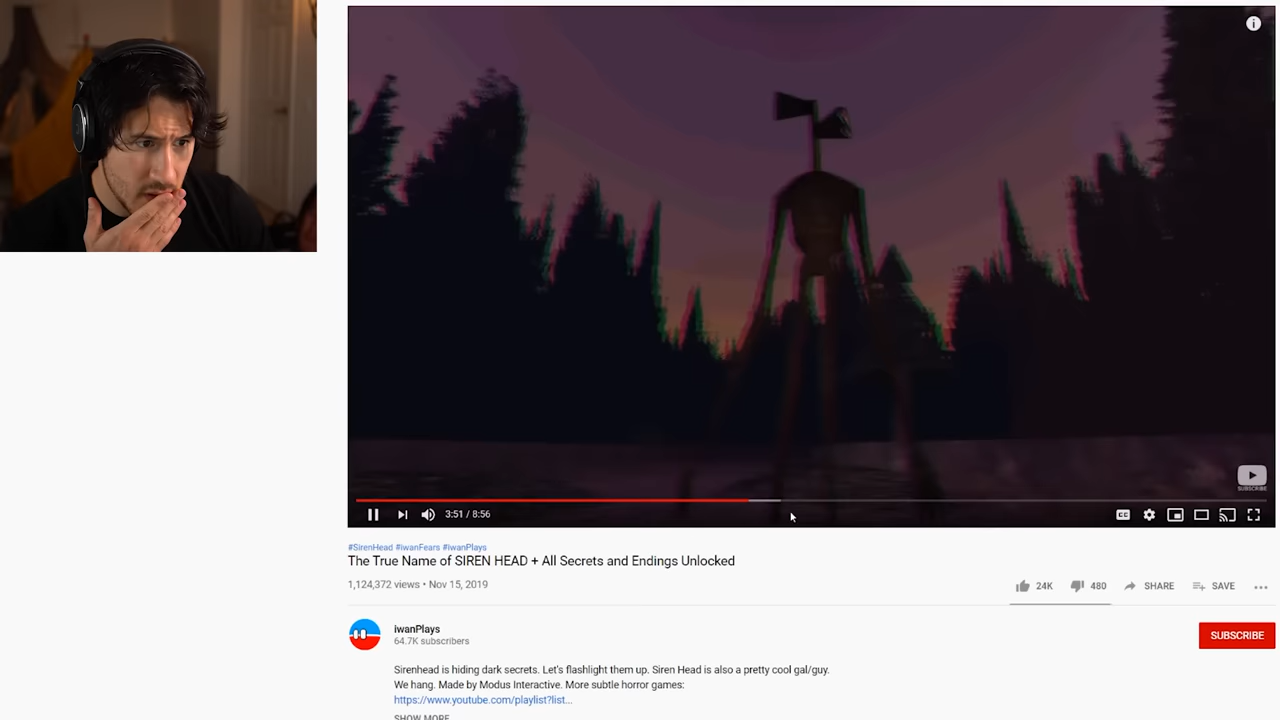 SUBSCRIBE
3:51 / 8:56
CC
#SirenHead #iwanFears #iwanPlays
The True Name of SIREN HEAD + All Secrets and Endings Unlocked
1,124,372 views • Nov 15, 2019
24K
480
SHARE
SAVE
iwanPlays
64.7K subscribers
SUBSCRIBE
Sirenhead is hiding dark secrets. Let's flashlight them up. Siren Head is also a pretty cool gal/guy.
We hang. Made by Modus Interactive. More subtle horror games:
https://www.youtube.com/playlist?list...
SHOW MORE